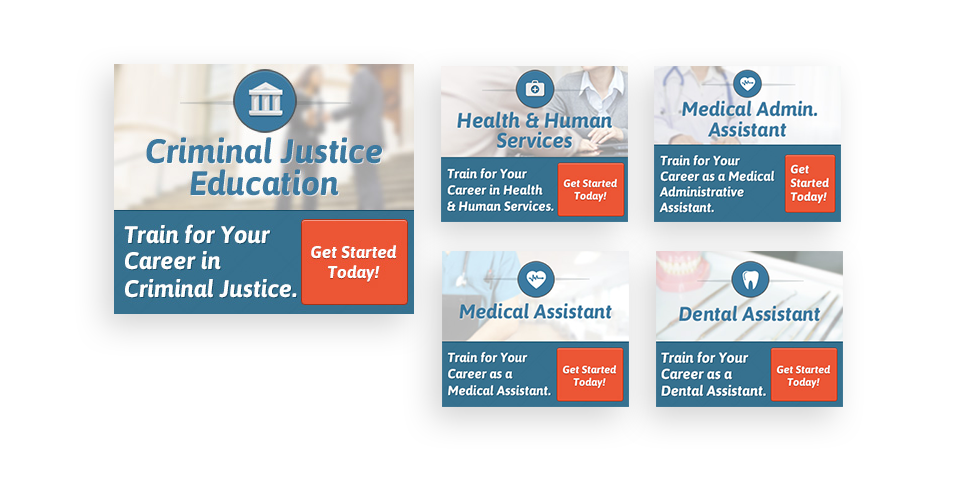 Criminal Justice
Education
Train for Your
Career in
Criminal Justice.
Get Started
Today!
Health & Human
Services
Train for Your
Career in Health
& Human Services.
Get Started
Today!
Medical Admin.
Assistant
Train for Your
Career as a Medical
Administrative
Assistant.
Get
Started
Today!
Medical Assistant
Train for Your
Career as a
Medical Assistant.
Get Started
Today!
Dental Assistant
Train for Your
Career as a
Dental Assistant.
Get Started
Today!